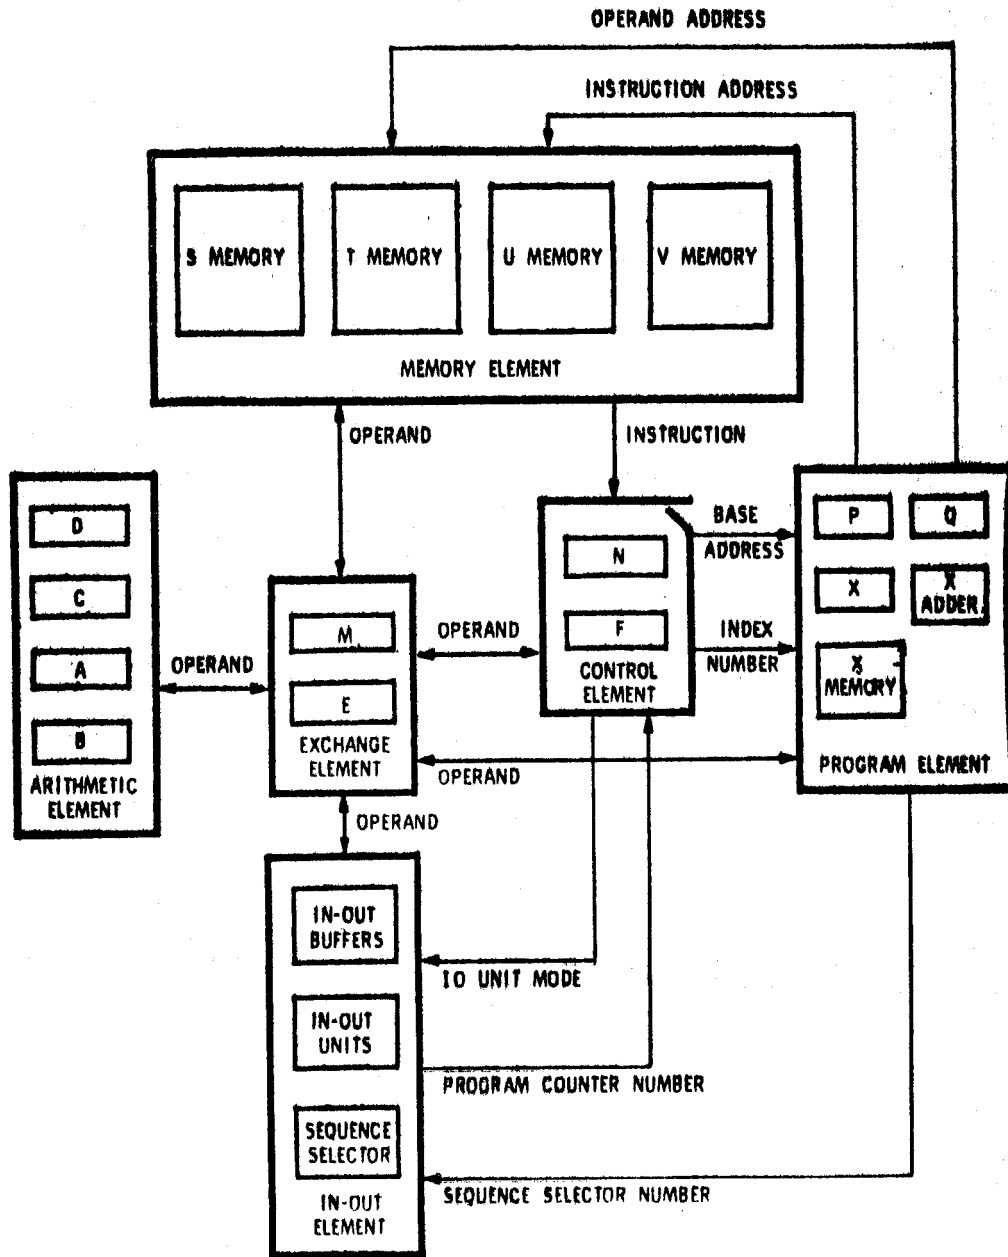 OPERAND ADDRESS
INSTRUCTION ADDRESS
S MEMORY
T MEMORY
U MEMORY
V MEMORY
MEMORY ELEMENT
OPERAND
INSTRUCTION
D
C
A
B
ARITHMETIC
ELEMENT
OPERAND
M
E
EXCHANGE
ELEMENT
OPERAND
N
F
CONTROL
ELEMENT
BASE
ADDRESS
INDEX
NUMBER
P
Q
X
X
ADDER
X
MEMORY
PROGRAM ELEMENT
OPERAND
OPERAND
IN-OUT
BUFFERS
IN-OUT
UNITS
SEQUENCE
SELECTOR
IN-OUT
ELEMENT
IO UNIT MODE
PROGRAM COUNTER NUMBER
SEQUENCE SELECTOR NUMBER